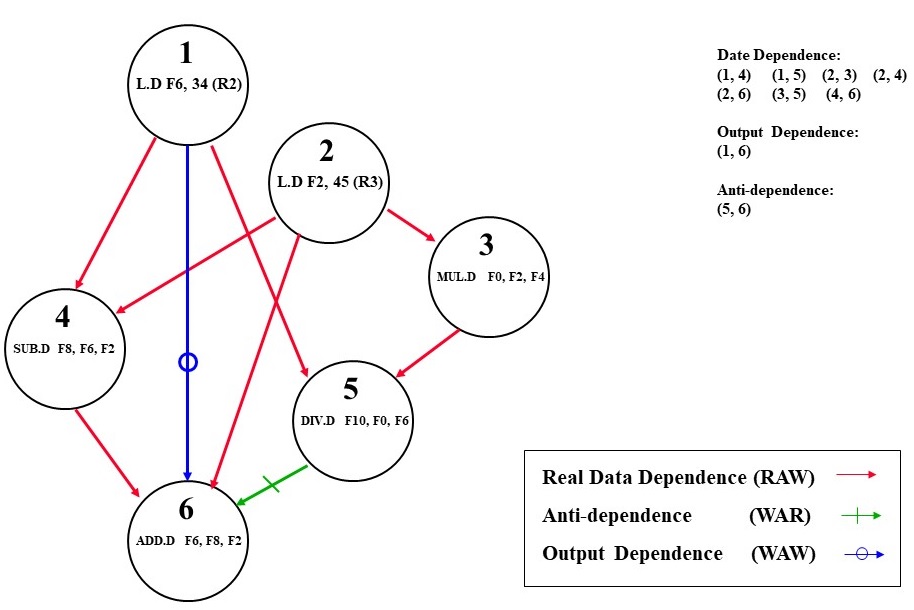 1
L.D F6, 34 (R2)
2
L.D F2, 45 (R3)
3
MUL.D F0, F2, F4
4
SUB.D F8, F6, F2
5
DIV.D F10, F0, F6
6
ADD.D F6, F8, F2
Date Dependence:
(1, 4) (1, 5) (2, 3) (2, 4)
(2, 6) (3, 5) (4, 6)
Output Dependence:
(1, 6)
Anti-dependence:
(5, 6)
Real Data Dependence (RAW)
Anti-dependence (WAR)
Output Dependence (WAW)